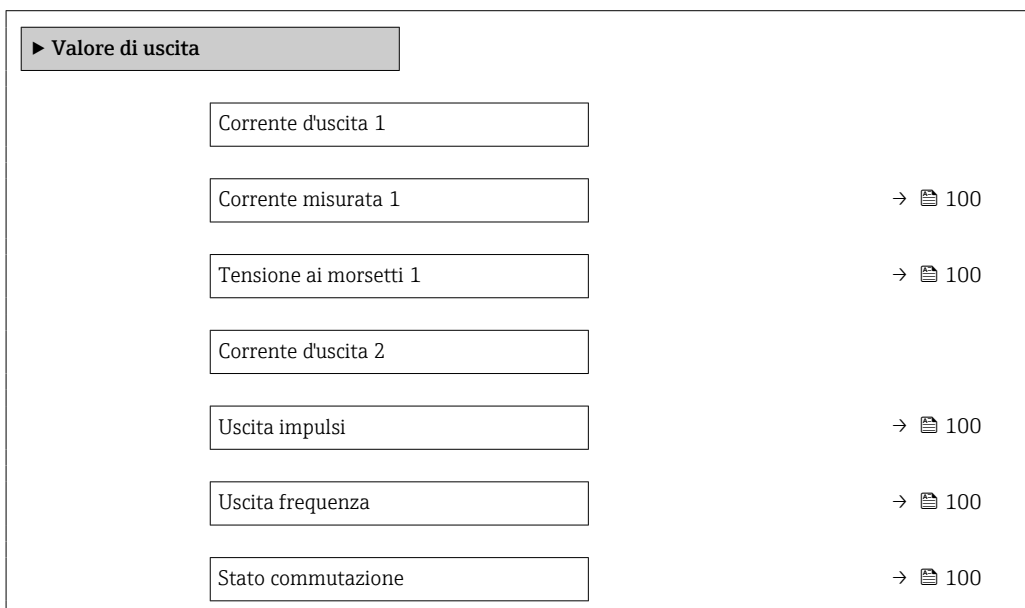 ▶ Valore di uscita
Corrente d'uscita 1
Corrente misurata 1 → 100
Tensione ai morsetti 1 → 100
Corrente d'uscita 2
Uscita impulsi → 100
Uscita frequenza → 100
Stato commutazione → 100